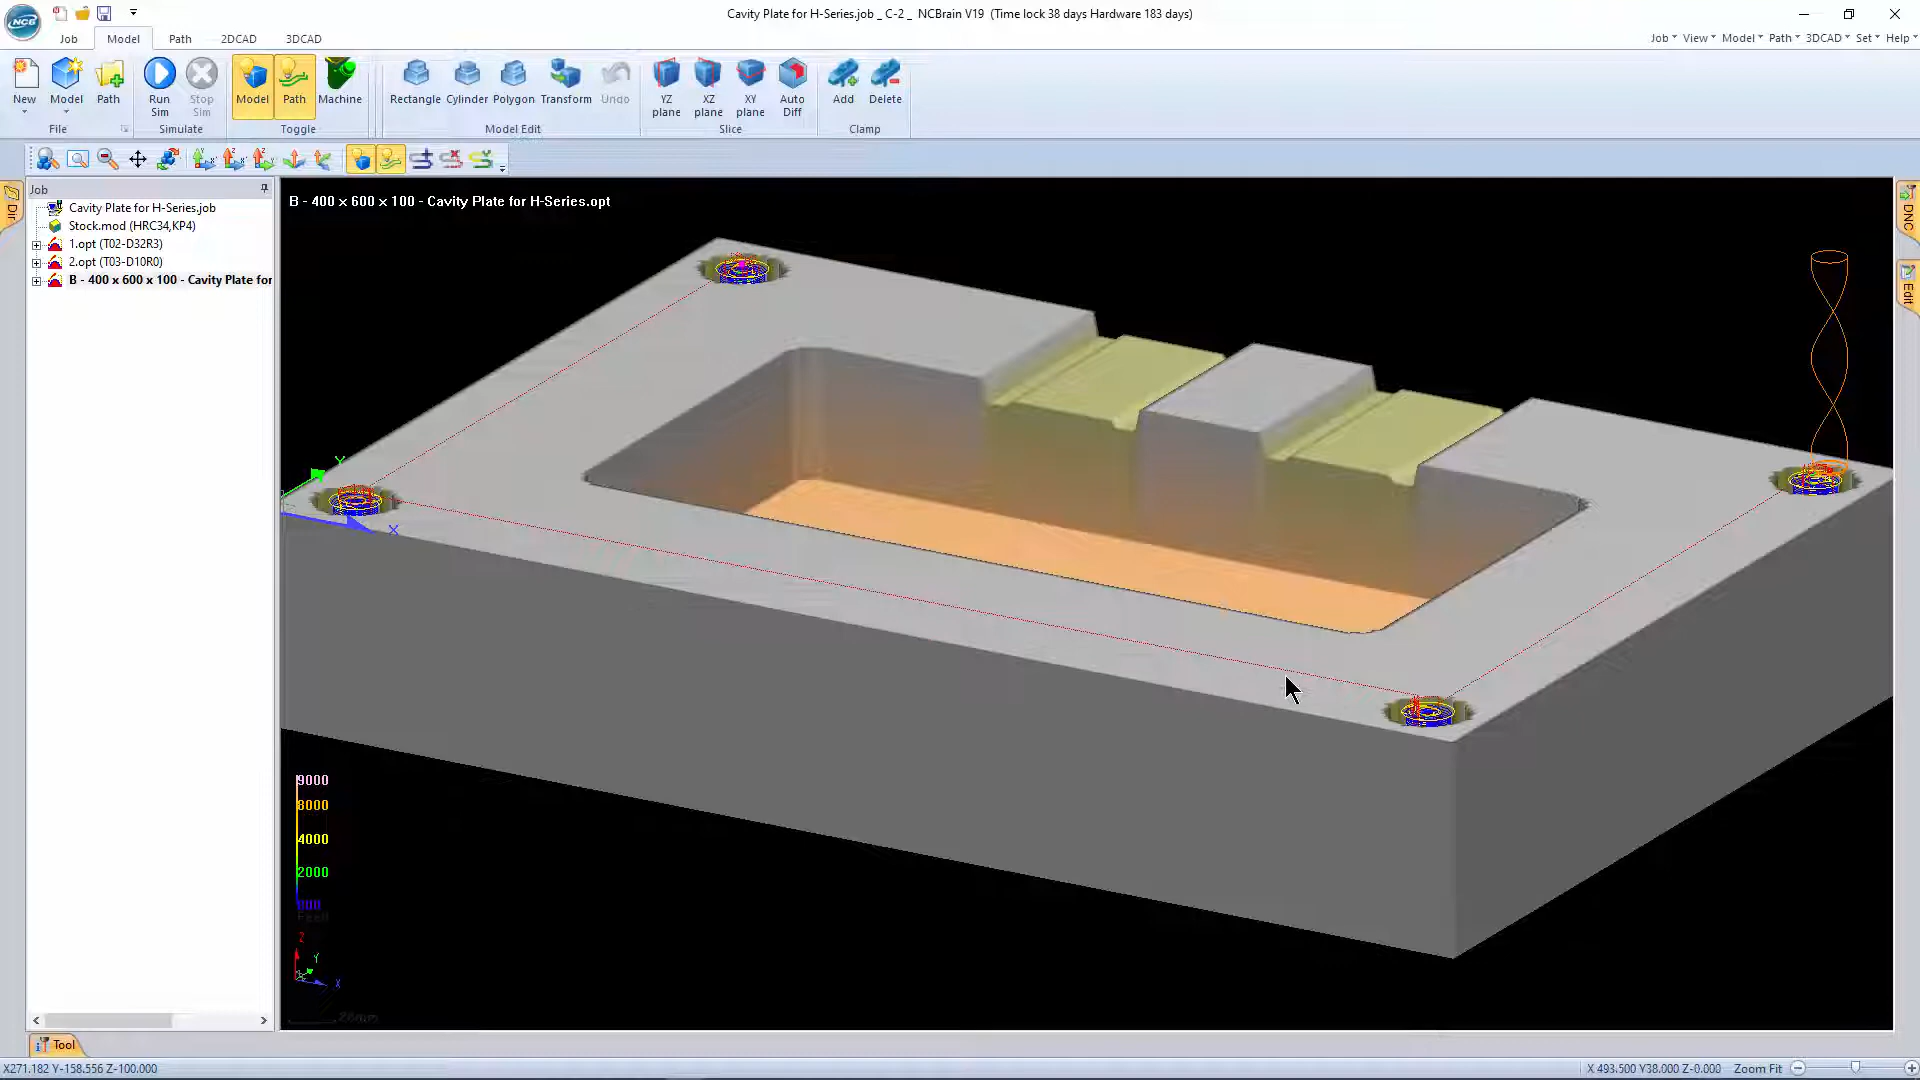 NCB
Cavity Plate for H-Series.job _ C-2 _ NCBrain V19 (Time lock 38 days Hardware 183 days)
Job Model Path 2DCAD 3DCAD
Job View Model Path 3DCAD Set Help
New Model Path Run Sim Stop Sim Model Path Machine Rectangle Cylinder Polygon Transform Undo YZ plane XZ plane XY plane Auto Diff Add Delete
File Simulate Toggle Model Edit Slice Clamp
Job
Dir
Cavity Plate for H-Series.job
Stock.mod (HRC34,KP4)
1.opt (T02-D32R3)
2.opt (T03-D10R0)
B - 400 x 600 x 100 - Cavity Plate for
B - 400 x 600 x 100 - Cavity Plate for H-Series.opt
DNC
Edit
Y
X
9000
8000
4000
2000
Feed
Z
Y
X
Tool
X271.182 Y-158.556 Z-100.000
X 493.500 Y38.000 Z-0.000 Zoom Fit